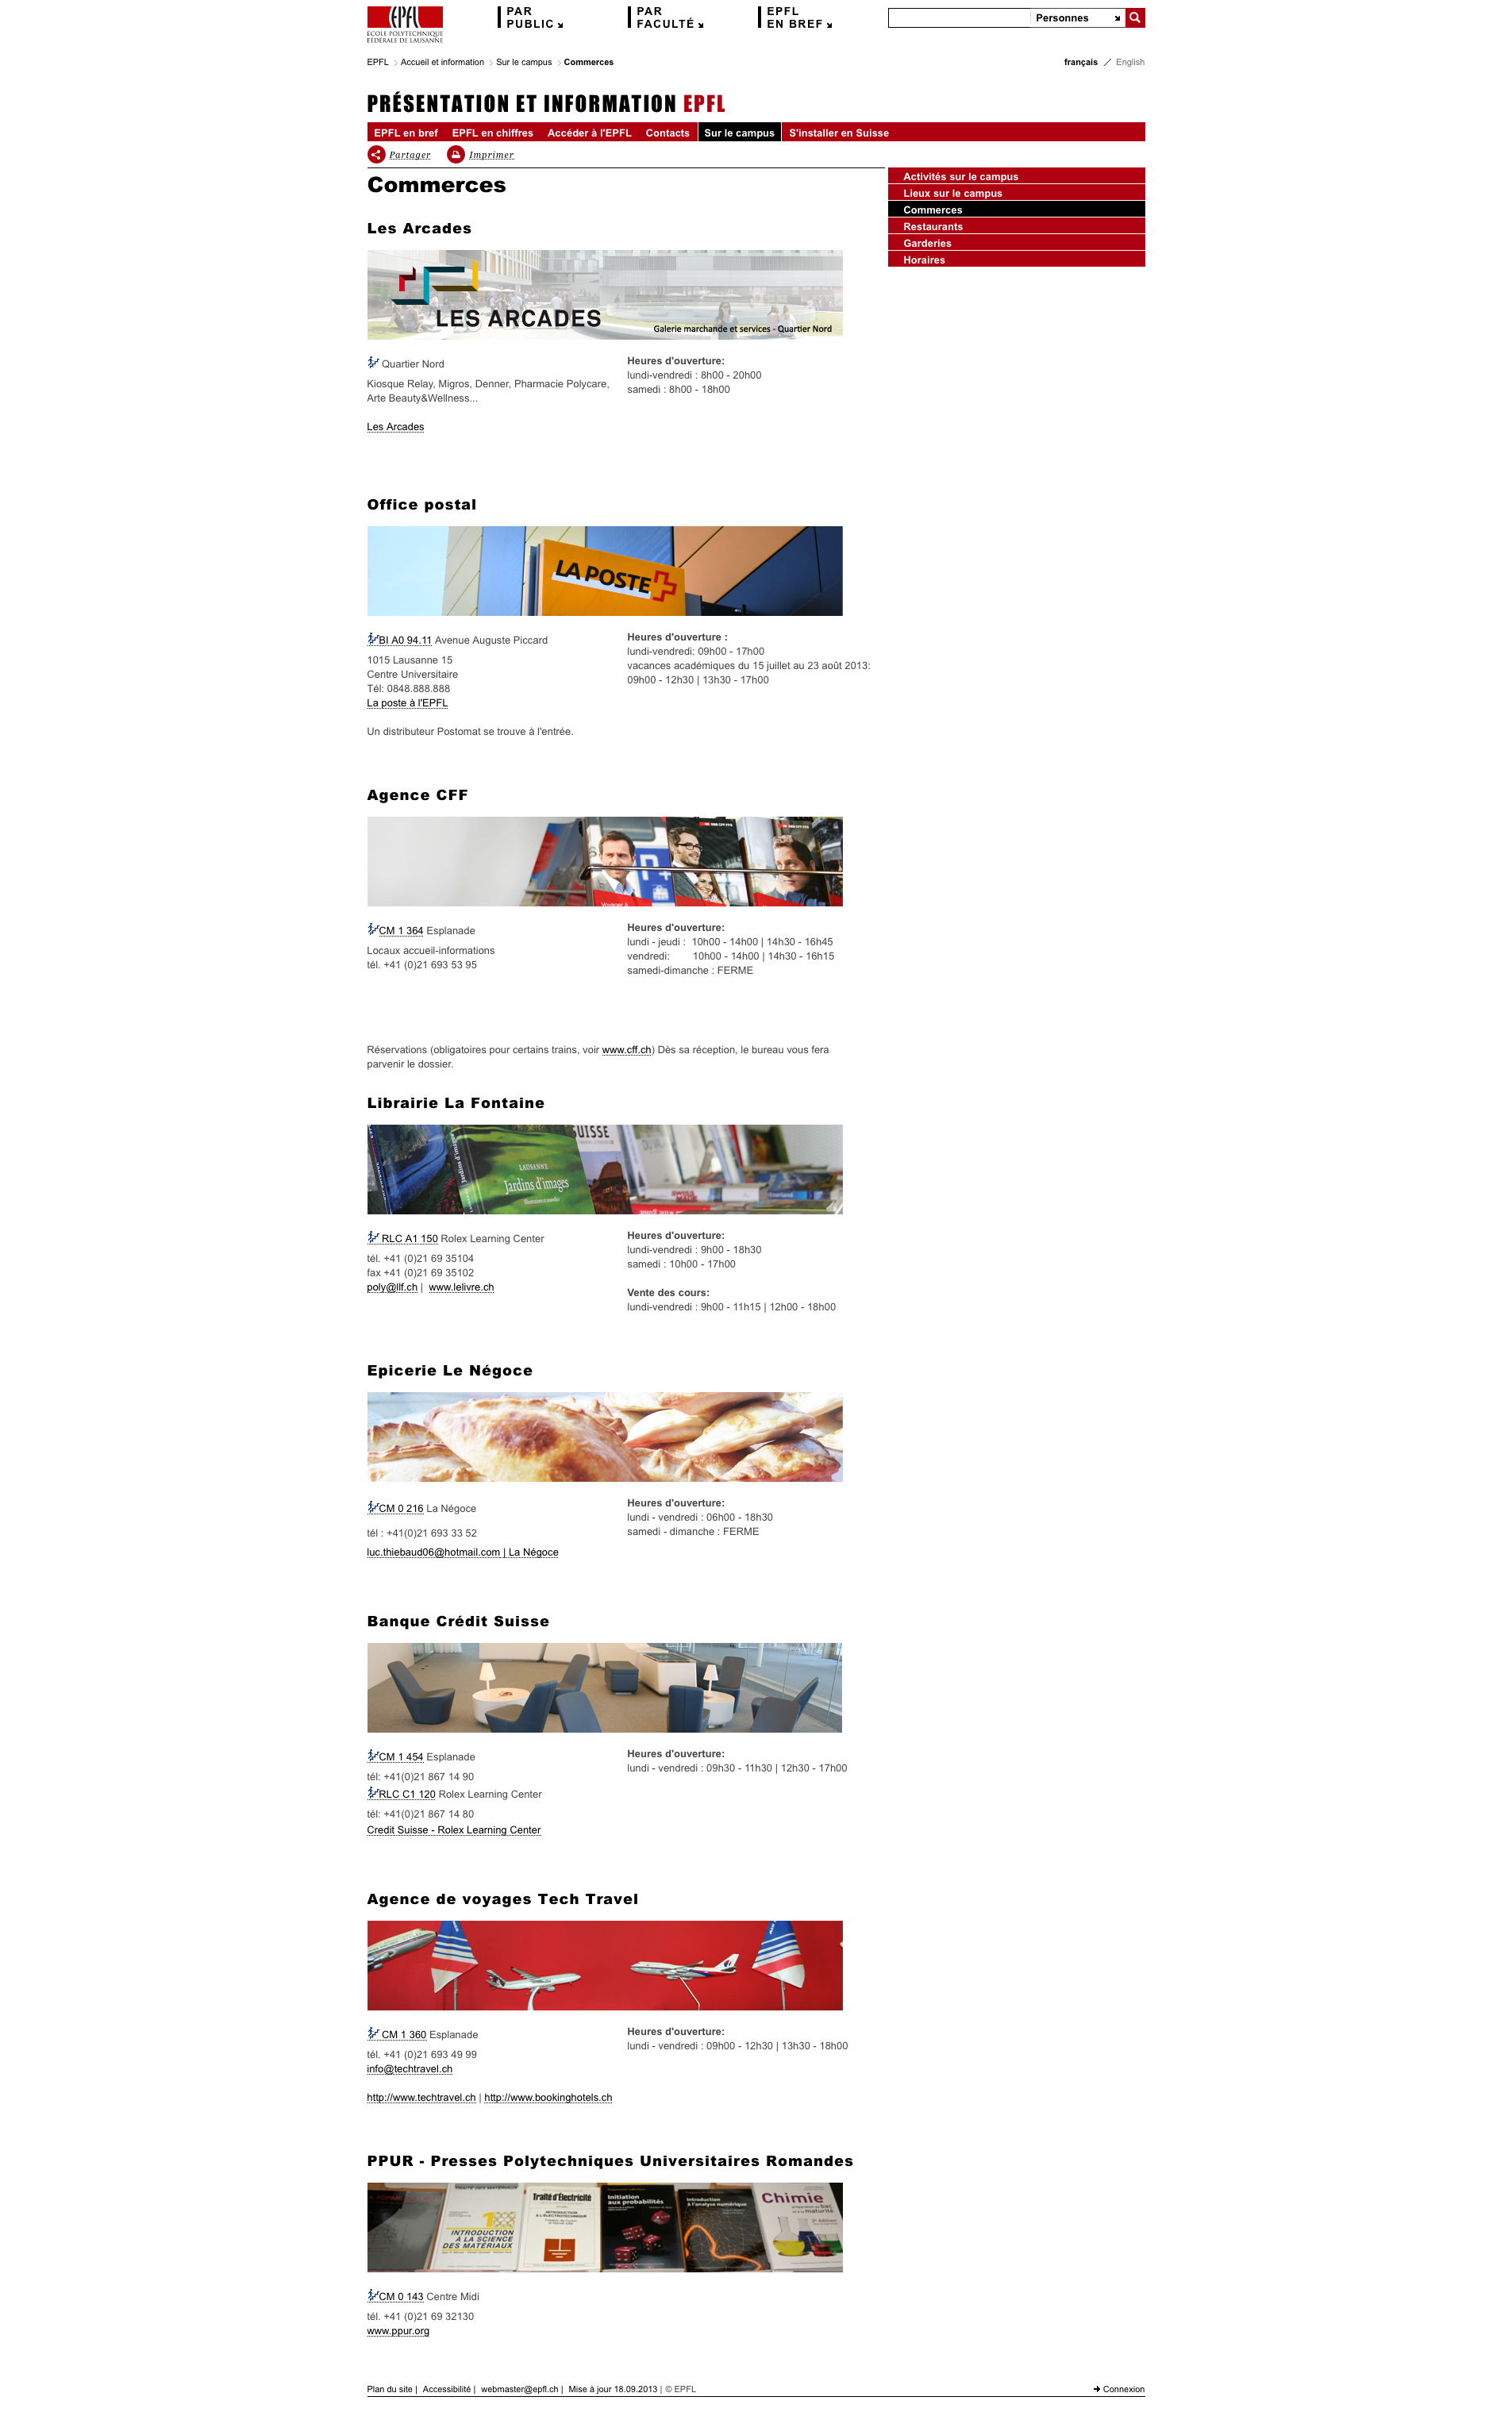 EPFL
ÉCOLE POLYTECHNIQUE
FÉDÉRALE DE LAUSANNE
PAR
PUBLIC
PAR
FACULTÉ
EPFL
EN BREF
Personnes
EPFL Accueil et information Sur le campus Commerces
français / English
PRÉSENTATION ET INFORMATION EPFL
EPFL en bref EPFL en chiffres Accéder à l'EPFL Contacts Sur le campus S'installer en Suisse
Partager Imprimer
Activités sur le campus
Lieux sur le campus
Commerces
Restaurants
Garderies
Horaires
Commerces
Les Arcades
LES ARCADES
Galerie marchande et services - Quartier Nord
Quartier Nord
Kiosque Relay, Migros, Denner, Pharmacie Polycare,
Arte Beauty&Wellness...
Les Arcades
Heures d'ouverture:
lundi-vendredi : 8h00 - 20h00
samedi : 8h00 - 18h00
Office postal
LA POSTE
BI A0 94.11 Avenue Auguste Piccard
1015 Lausanne 15
Centre Universitaire
Tél: 0848.888.888
La poste à l'EPFL
Un distributeur Postomat se trouve à l'entrée.
Heures d'ouverture :
lundi-vendredi: 09h00 - 17h00
vacances académiques du 15 juillet au 23 août 2013:
09h00 - 12h30 | 13h30 - 17h00
Agence CFF
CM 1 364 Esplanade
Locaux accueil-informations
tél. +41 (0)21 693 53 95
Heures d'ouverture:
lundi - jeudi : 10h00 - 14h00 | 14h30 - 16h45
vendredi: 10h00 - 14h00 | 14h30 - 16h15
samedi-dimanche : FERME
Réservations (obligatoires pour certains trains, voir www.cff.ch) Dès sa réception, le bureau vous fera
parvenir le dossier.
Librairie La Fontaine
SUISSE
Jardins d'images
LAUSANNE
Jardins d'images
RLC A1 150 Rolex Learning Center
tél. +41 (0)21 69 35104
fax +41 (0)21 69 35102
poly@llf.ch | www.lelivre.ch
Heures d'ouverture:
lundi-vendredi : 9h00 - 18h30
samedi : 10h00 - 17h00
Vente des cours:
lundi-vendredi : 9h00 - 11h15 | 12h00 - 18h00
Epicerie Le Négoce
CM 0 216 La Négoce
tél : +41(0)21 693 33 52
luc.thiebaud06@hotmail.com | La Négoce
Heures d'ouverture:
lundi - vendredi : 06h00 - 18h30
samedi - dimanche : FERME
Banque Crédit Suisse
CM 1 454 Esplanade
tél: +41(0)21 867 14 90
RLC C1 120 Rolex Learning Center
tél: +41(0)21 867 14 80
Credit Suisse - Rolex Learning Center
Heures d'ouverture:
lundi - vendredi : 09h30 - 11h30 | 12h30 - 17h00
Agence de voyages Tech Travel
CM 1 360 Esplanade
tél. +41 (0)21 693 49 99
info@techtravel.ch
http://www.techtravel.ch | http://www.bookinghotels.ch
Heures d'ouverture:
lundi - vendredi : 09h00 - 12h30 | 13h30 - 18h00
PPUR - Presses Polytechniques Universitaires Romandes
TRAITÉ DES MATÉRIAUX
1
INTRODUCTION
À LA SCIENCE
DES MATÉRIAUX
Traité d'Électricité
INTRODUCTION
À L'ÉLECTROTECHNIQUE
Initiation
aux probabilités
Introduction
à l'analyse numérique
Chimie
CM 0 143 Centre Midi
tél. +41 (0)21 69 32130
www.ppur.org
Plan du site | Accessibilité | webmaster@epfl.ch | Mise à jour 18.09.2013 | © EPFL
Connexion